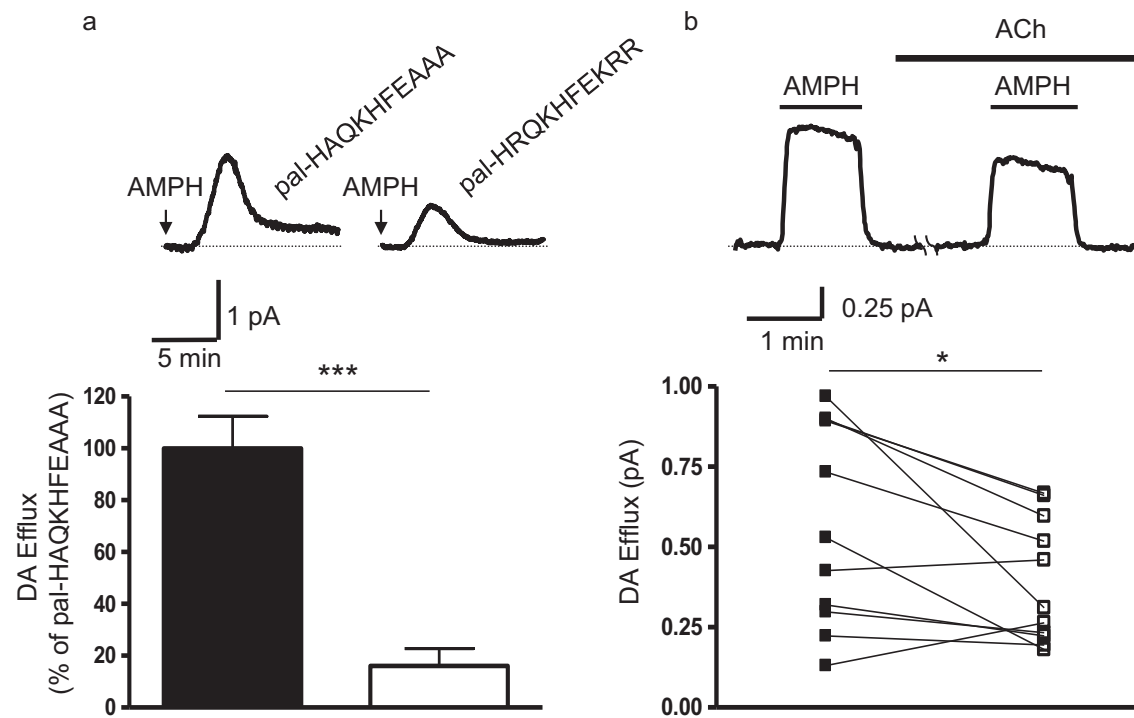 a
pal-HAQKHFEAAA
pal-HRQKHFEKRR
AMPH
AMPH
1 pA
5 min
***
120
100
80
60
40
20
0
DA Efflux
(% of pal-HAQKHFEAAA)
b
ACh
AMPH
AMPH
0.25 pA
1 min
*
1.00
0.75
0.50
0.25
0.00
DA Efflux (pA)